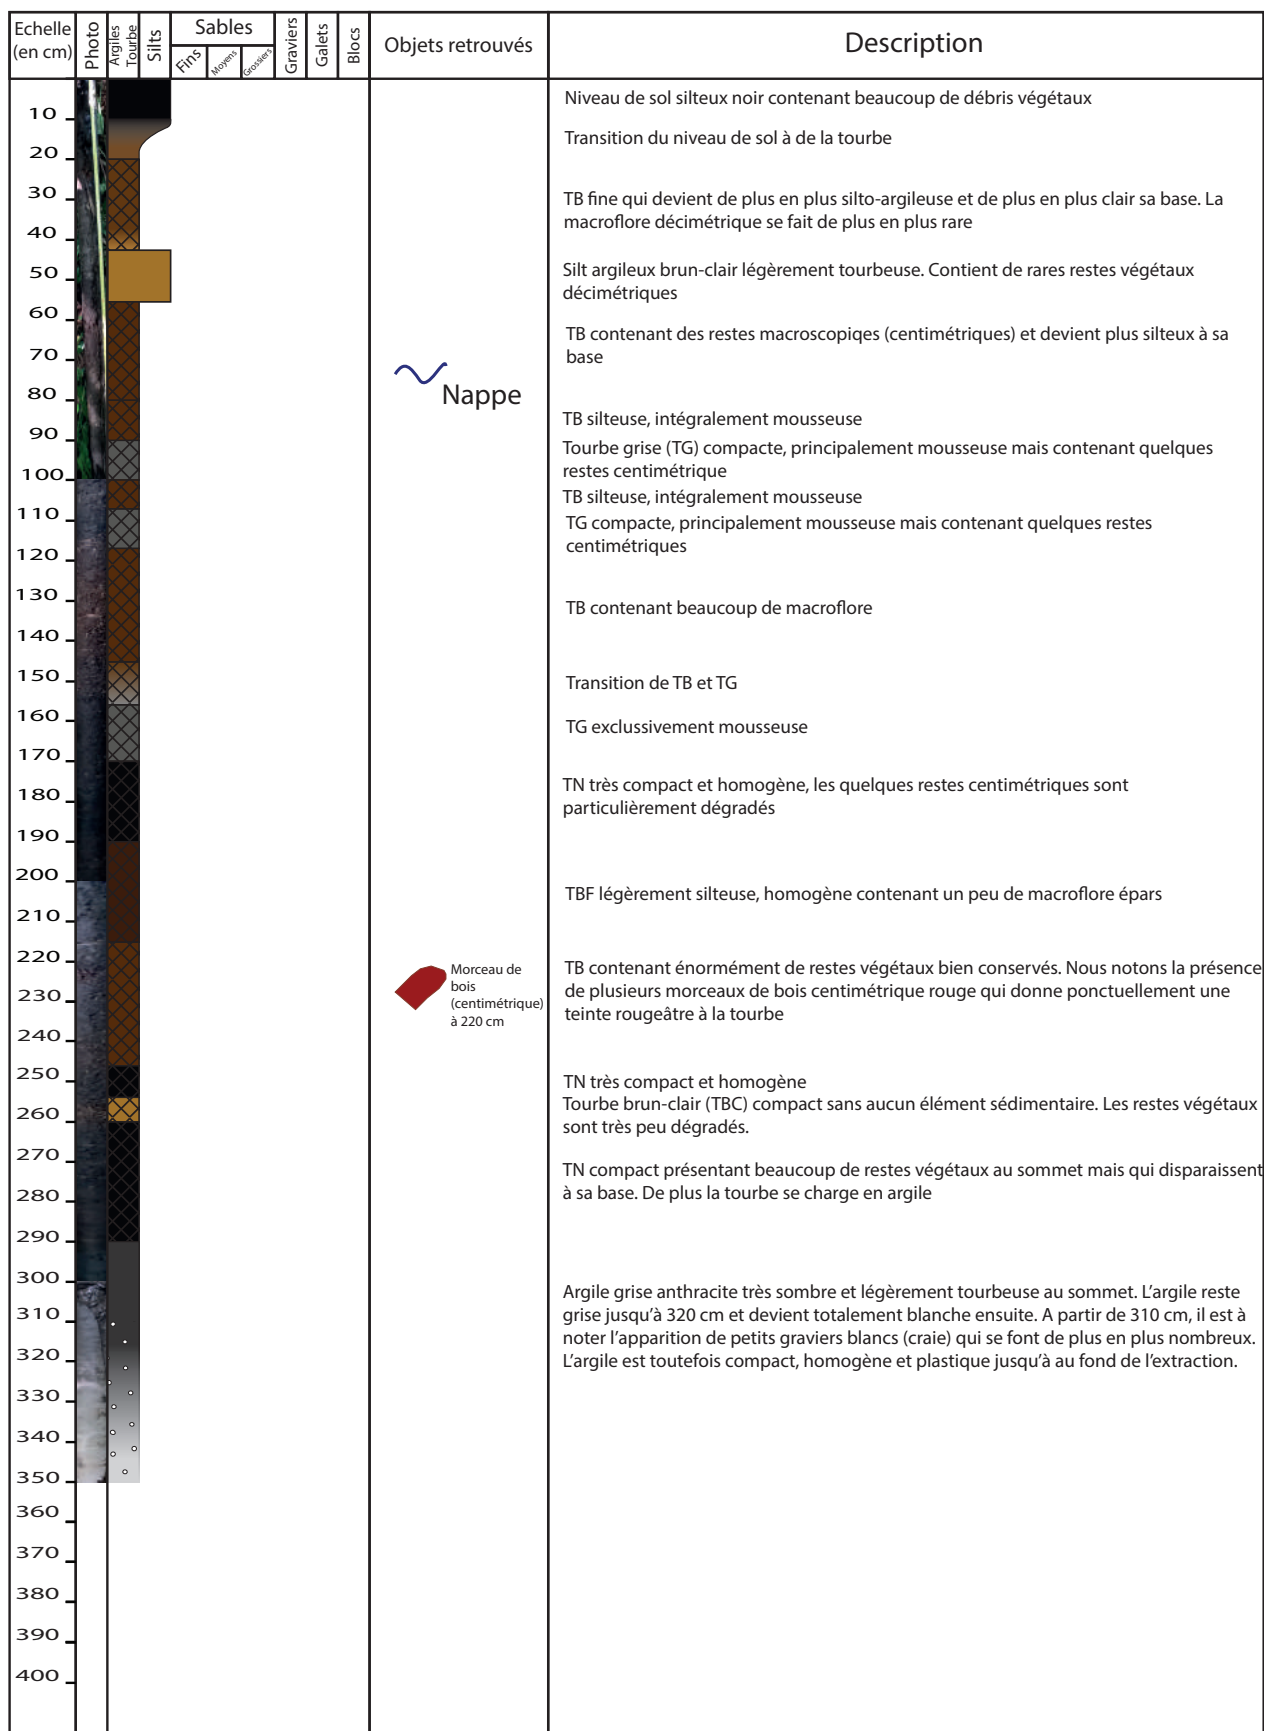 Echelle
(en cm)
Photo
Argiles
Tourbe
Silts
Sables
Fins
Moyens
Grossiers
Graviers
Galets
Blocs
Objets retrouvés
Description
10
20
30
40
50
60
70
80
90
100
110
120
130
140
150
160
170
180
190
200
210
220
230
240
250
260
270
280
290
300
310
320
330
340
350
360
370
380
390
400
Nappe
Morceau de
bois
(centimétrique)
à 220 cm
Niveau de sol silteux noir contenant beaucoup de débris végétaux
Transition du niveau de sol à de la tourbe
TB fine qui devient de plus en plus silto-argileuse et de plus en plus clair sa base. La
macroflore décimétrique se fait de plus en plus rare
Silt argileux brun-clair légèrement tourbeuse. Contient de rares restes végétaux
décimétriques
TB contenant des restes macroscopiqes (centimétriques) et devient plus silteux à sa
base
TB silteuse, intégralement mousseuse
Tourbe grise (TG) compacte, principalement mousseuse mais contenant quelques
restes centimétrique
TB silteuse, intégralement mousseuse
TG compacte, principalement mousseuse mais contenant quelques restes
centimétriques
TB contenant beaucoup de macroflore
Transition de TB et TG
TG exclussivement mousseuse
TN très compact et homogène, les quelques restes centimétriques sont
particulièrement dégradés
TBF légèrement silteuse, homogène contenant un peu de macroflore épars
TB contenant énormément de restes végétaux bien conservés. Nous notons la présence
de plusieurs morceaux de bois centimétrique rouge qui donne ponctuellement une
teinte rougeâtre à la tourbe
TN très compact et homogène
Tourbe brun-clair (TBC) compact sans aucun élément sédimentaire. Les restes végétaux
sont très peu dégradés.
TN compact présentant beaucoup de restes végétaux au sommet mais qui disparaissent
à sa base. De plus la tourbe se charge en argile
Argile grise anthracite très sombre et légèrement tourbeuse au sommet. L'argile reste
grise jusqu'à 320 cm et devient totalement blanche ensuite. A partir de 310 cm, il est à
noter l'apparition de petits graviers blancs (craie) qui se font de plus en plus nombreux.
L'argile est toutefois compact, homogène et plastique jusqu'à au fond de l'extraction.